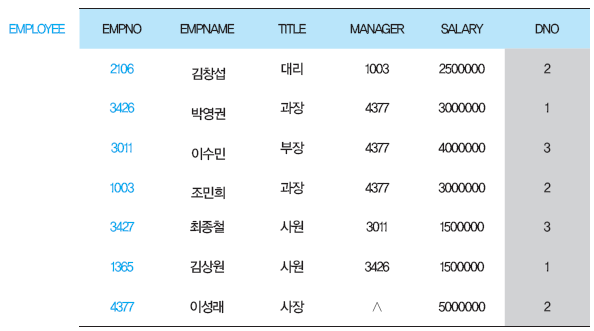 EMPLOYEE EMPNO EMPNAME TITLE MANAGER SALARY DNO
2106 김창섭 대리 1003 2500000 2
3426 박영권 과장 4377 3000000 1
3011 이수민 부장 4377 4000000 3
1003 조민희 과장 4377 3000000 2
3427 최종철 사원 3011 1500000 3
1365 김상원 사원 3426 1500000 1
4377 이성래 사장 ∧ 5000000 2